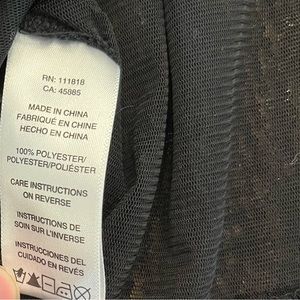 RN: 111818
CA: 45885
MADE IN CHINA
FABRIQUÉ EN CHINE
HECHO EN CHINA
100% POLYESTER/
POLYESTER/POLIÉSTER
CARE INSTRUCTIONS
ON REVERSE
INSTRUCTIONS DE
SOIN SUR L'INVERSE
INSTRUCCIONES DEL
CUIDADO EN REVÉS